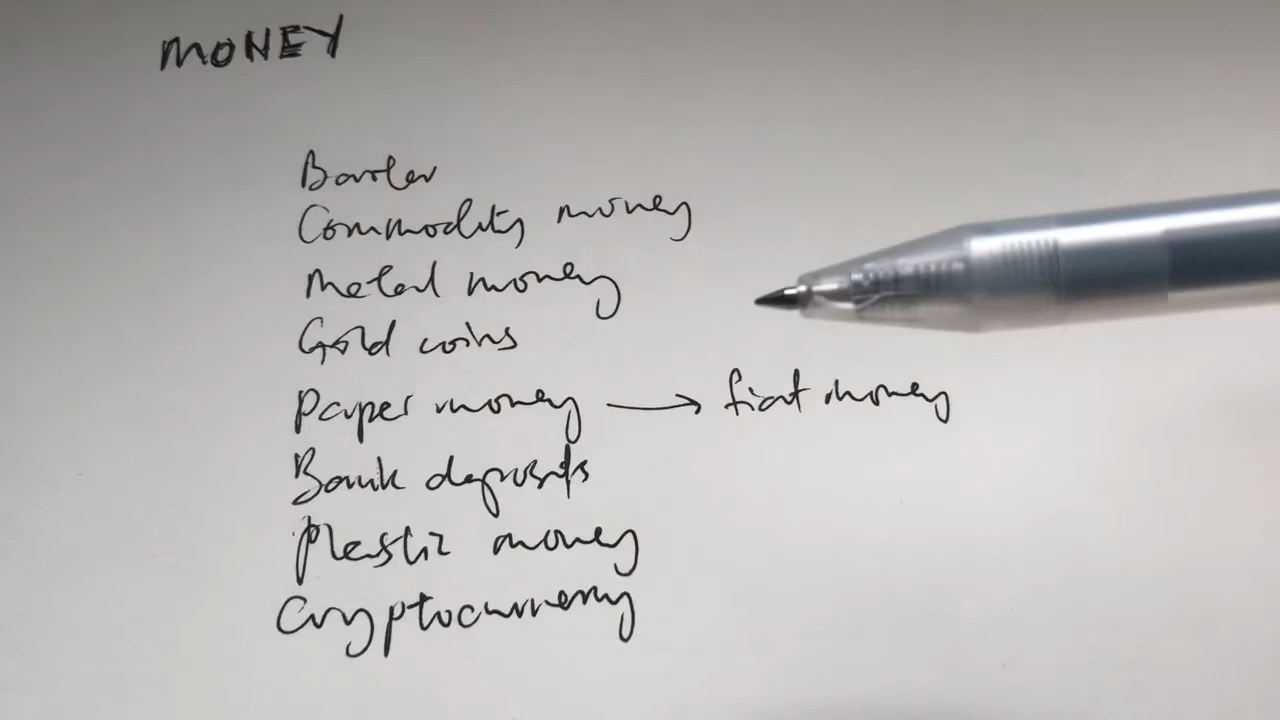 MONEY
Barter
Commodity money
Metal money
Gold coins
Paper money → fiat money
Bank deposits
Plastic money
Cryptocurrency